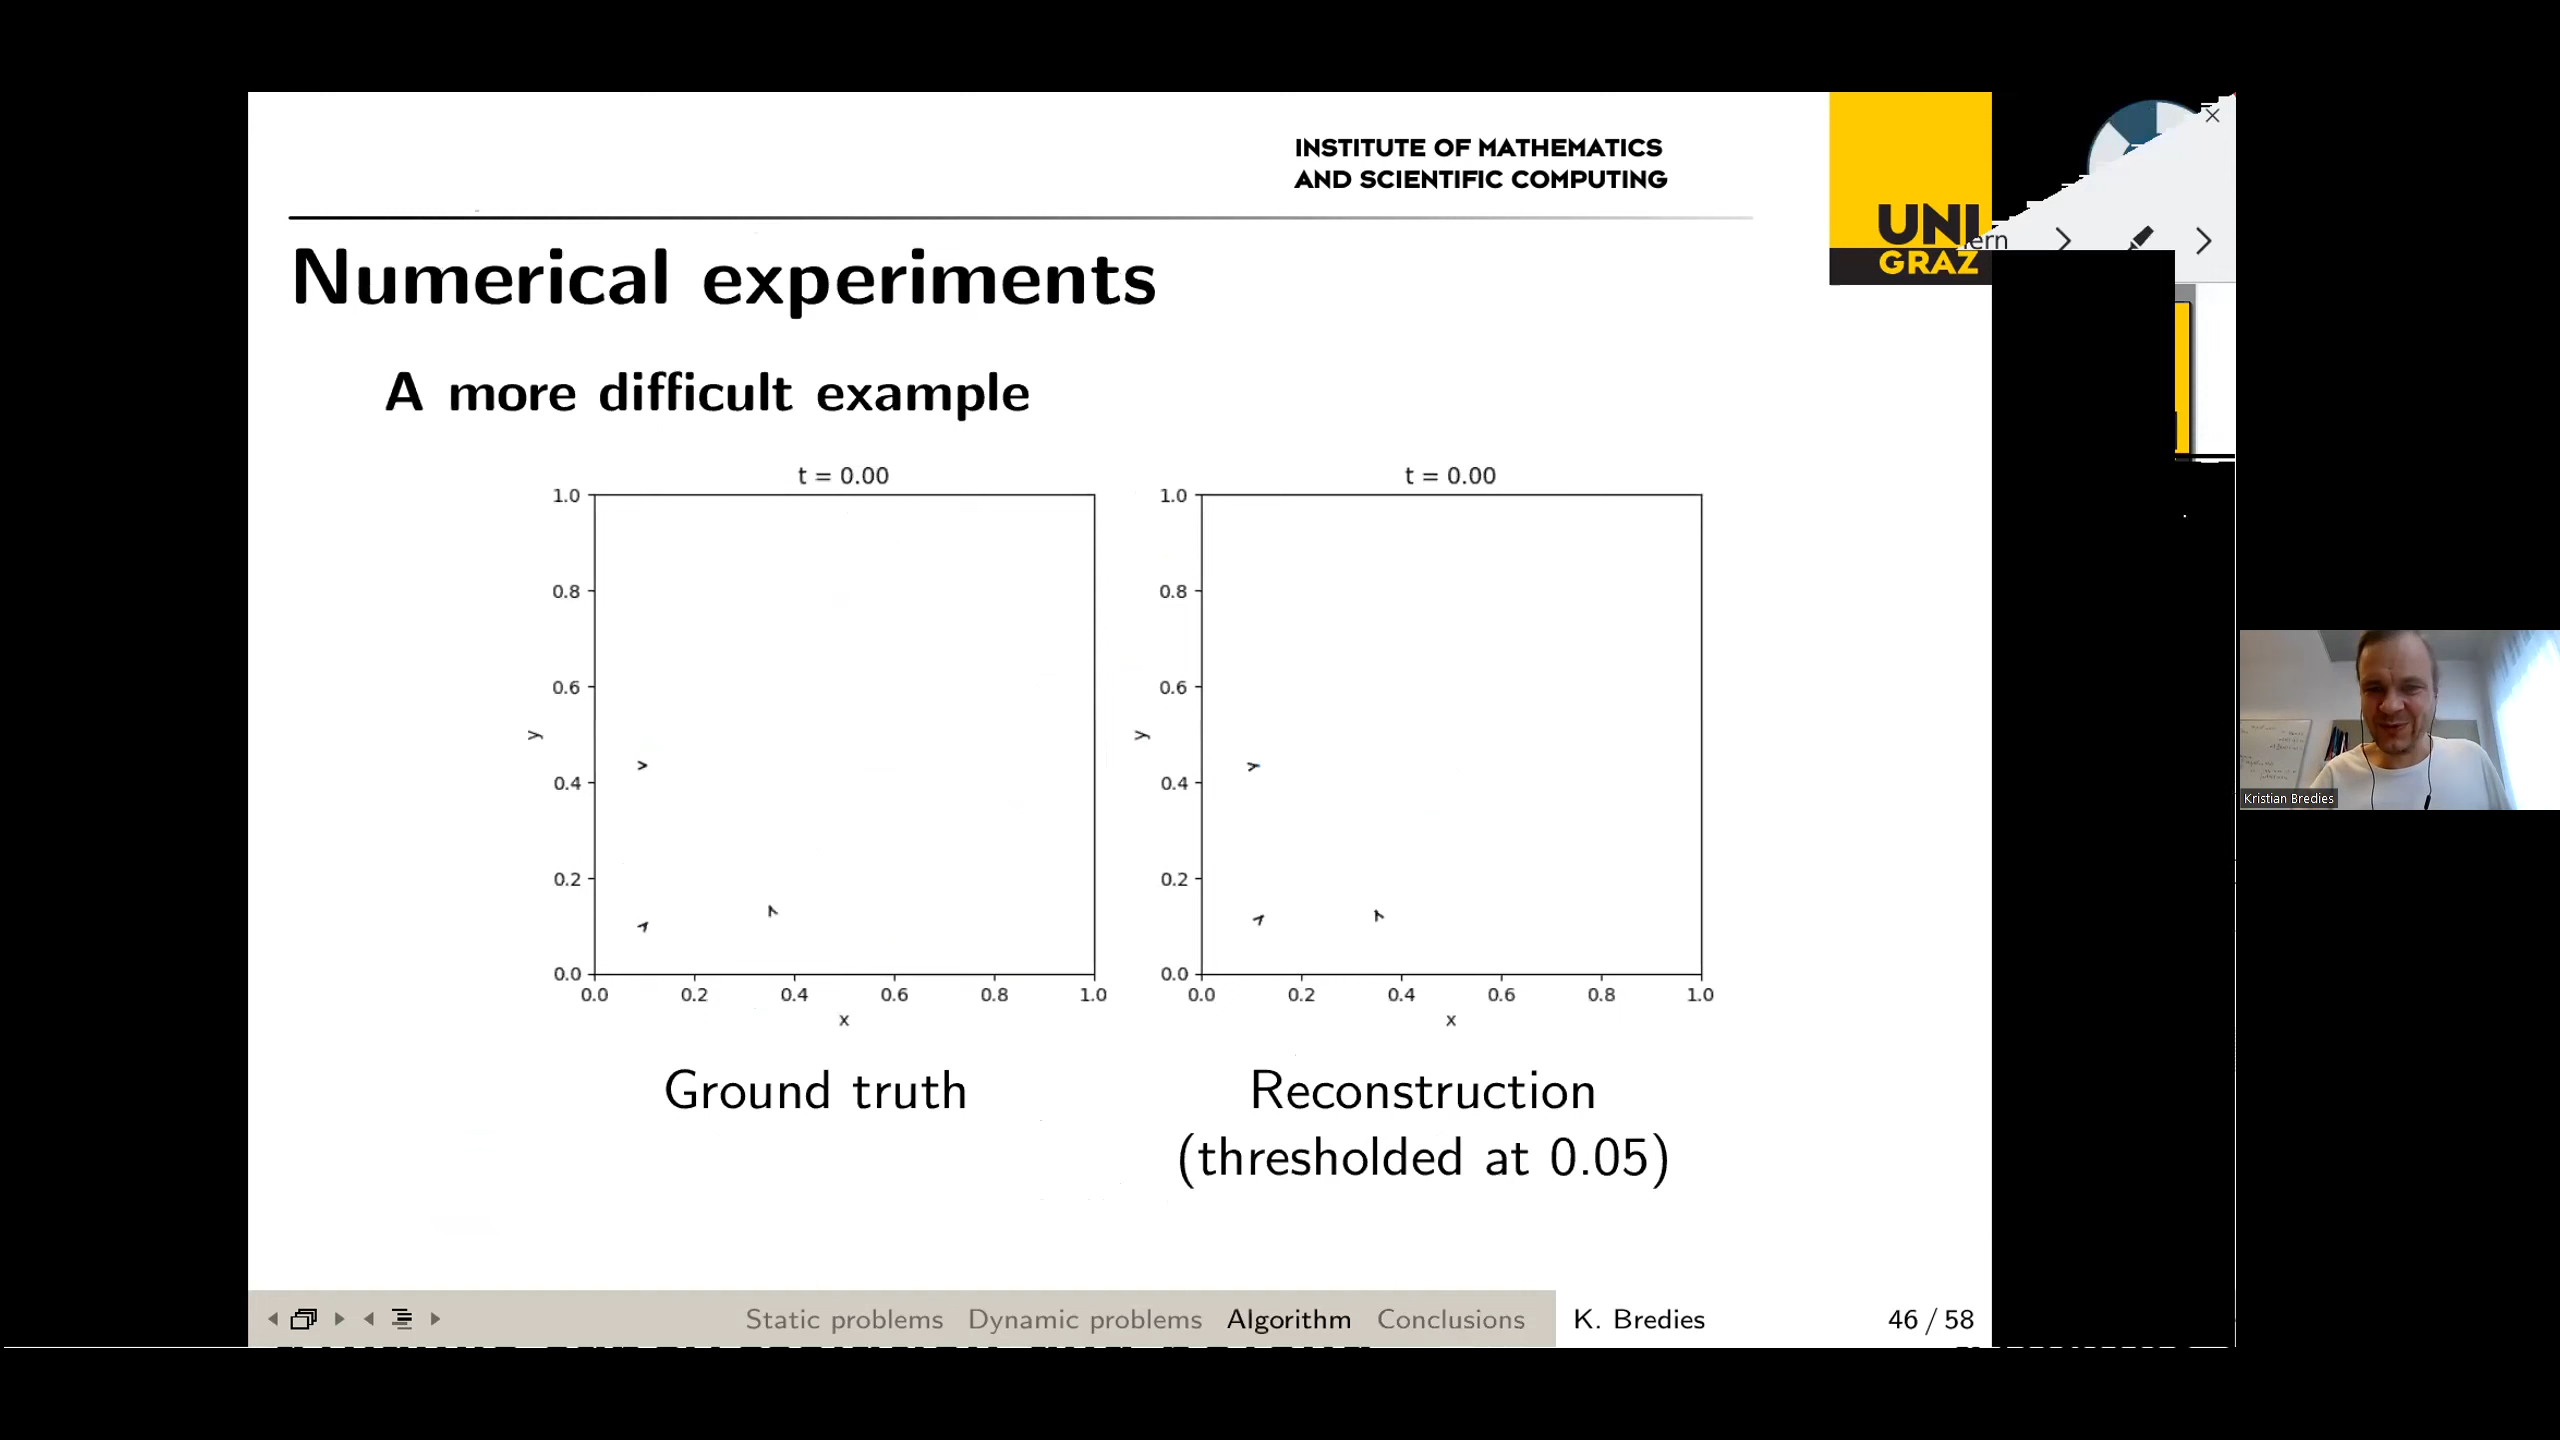 INSTITUTE OF MATHEMATICS
AND SCIENTIFIC COMPUTING
UNI
GRAZ
ern
Numerical experiments
A more difficult example
t = 0.00
1.0
0.8
0.6
0.4
0.2
0.0
y
0.0 0.2 0.4 0.6 0.8 1.0
x
Ground truth
t = 0.00
1.0
0.8
0.6
0.4
0.2
0.0
y
0.0 0.2 0.4 0.6 0.8 1.0
x
Reconstruction
(thresholded at 0.05)
Kristian Bredies
Static problems Dynamic problems Algorithm Conclusions
K. Bredies
46 / 58